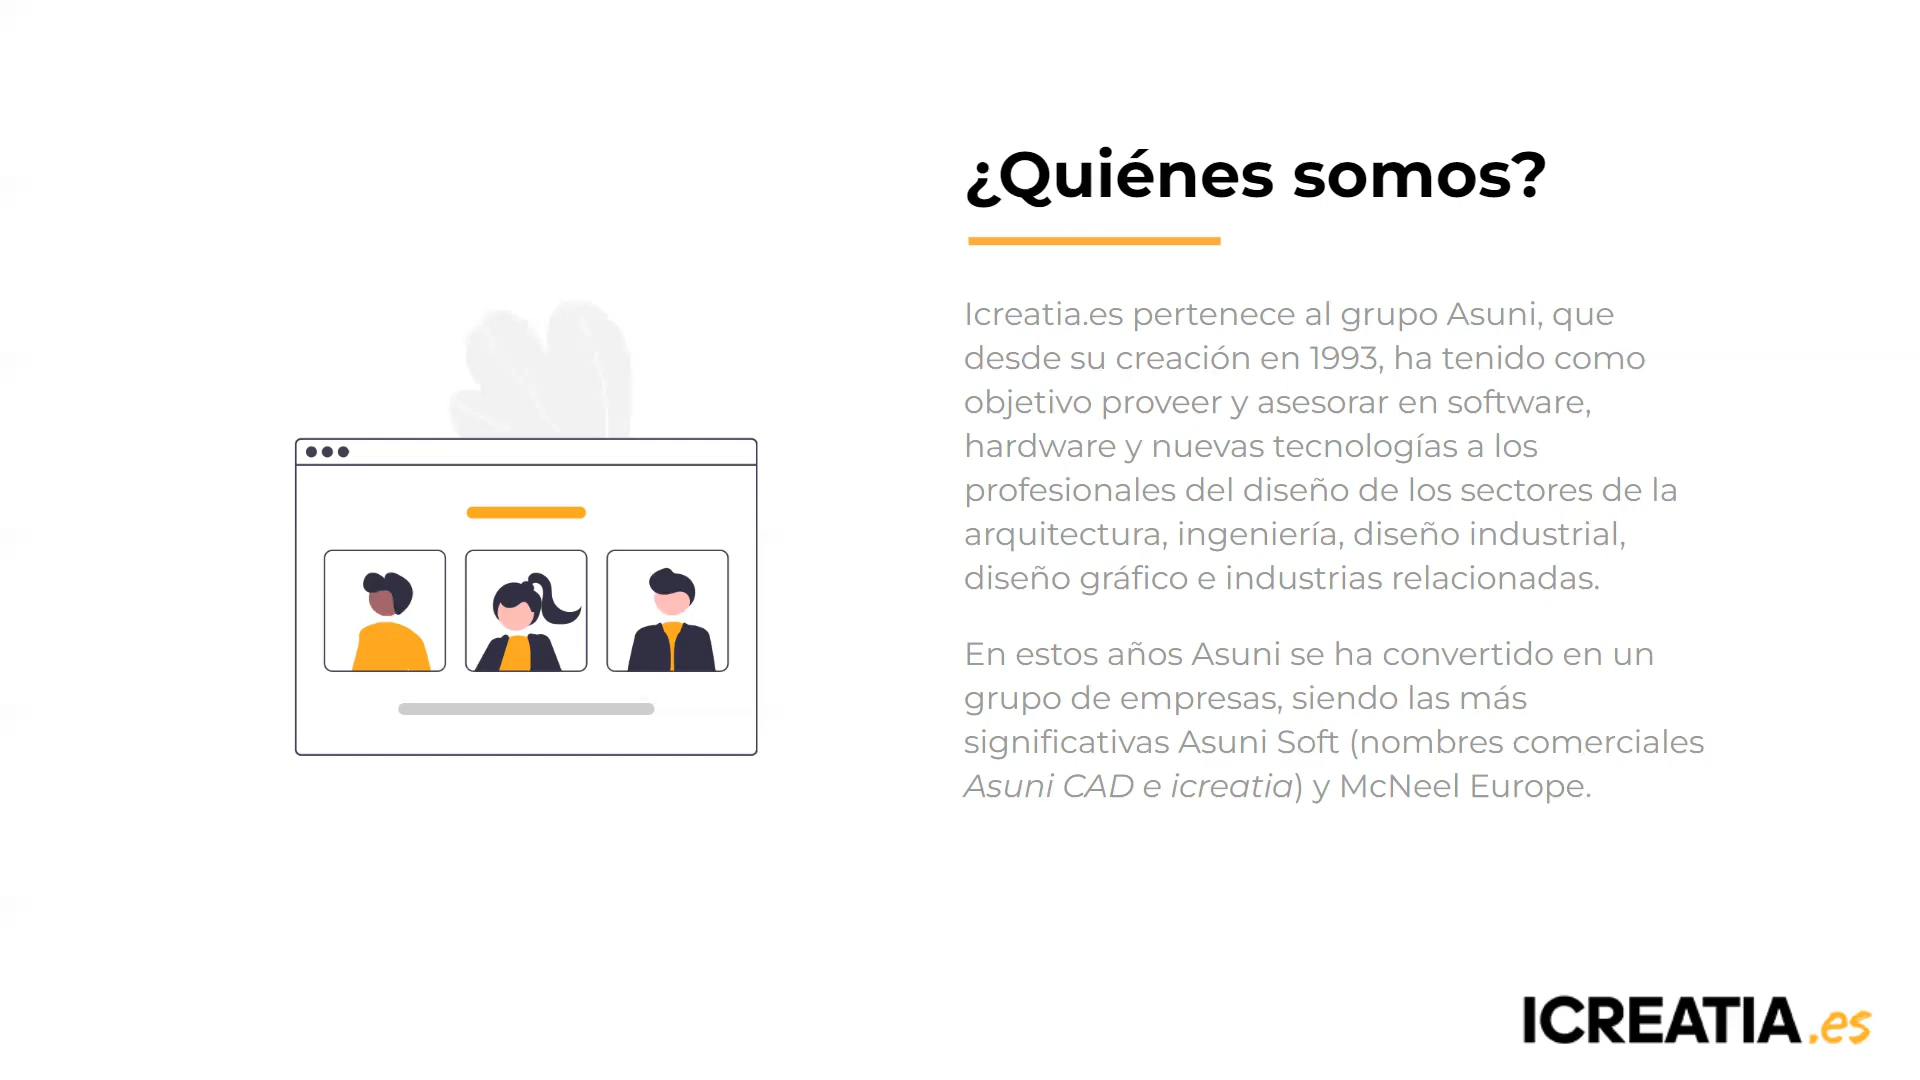 ¿Quiénes somos?
Icreatia.es pertenece al grupo Asuni, que
desde su creación en 1993, ha tenido como
objetivo proveer y asesorar en software,
hardware y nuevas tecnologías a los
profesionales del diseño de los sectores de la
arquitectura, ingeniería, diseño industrial,
diseño gráfico e industrias relacionadas.
En estos años Asuni se ha convertido en un
grupo de empresas, siendo las más
significativas Asuni Soft (nombres comerciales
Asuni CAD e icreatia) y McNeel Europe.
ICREATIA.es